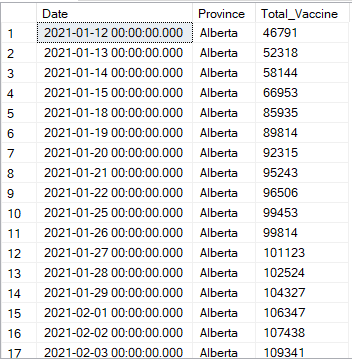 Date Province Total_Vaccine
1 2021-01-12 00:00:00.000 Alberta 46791
2 2021-01-13 00:00:00.000 Alberta 52318
3 2021-01-14 00:00:00.000 Alberta 58144
4 2021-01-15 00:00:00.000 Alberta 66953
5 2021-01-18 00:00:00.000 Alberta 85935
6 2021-01-19 00:00:00.000 Alberta 89814
7 2021-01-20 00:00:00.000 Alberta 92315
8 2021-01-21 00:00:00.000 Alberta 95243
9 2021-01-22 00:00:00.000 Alberta 96506
10 2021-01-25 00:00:00.000 Alberta 99453
11 2021-01-26 00:00:00.000 Alberta 99814
12 2021-01-27 00:00:00.000 Alberta 101123
13 2021-01-28 00:00:00.000 Alberta 102524
14 2021-01-29 00:00:00.000 Alberta 104327
15 2021-02-01 00:00:00.000 Alberta 106347
16 2021-02-02 00:00:00.000 Alberta 107438
17 2021-02-03 00:00:00.000 Alberta 109341